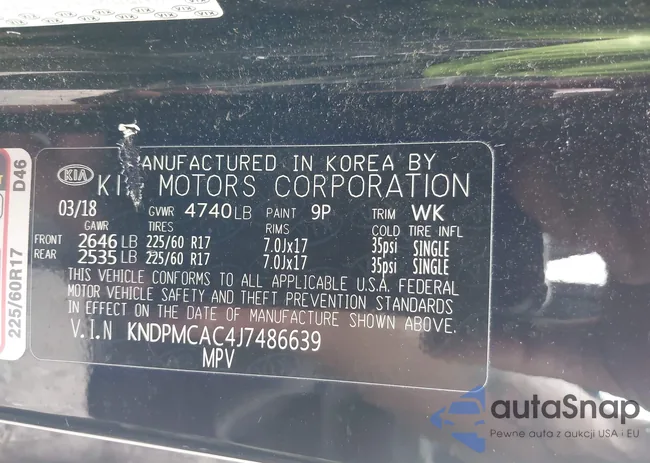 KIA
MANUFACTURED IN KOREA BY
KIA MOTORS CORPORATION
03/18 GVWR 4740LB PAINT 9P TRIM WK
GAWR TIRES RIMS COLD TIRE INFL
FRONT 2646LB 225/60 R17 7.0Jx17 35psi SINGLE
REAR 2535LB 225/60 R17 7.0Jx17 35psi SINGLE
THIS VEHICLE CONFORMS TO ALL APPLICABLE U.S.A. FEDERAL
MOTOR VEHICLE SAFETY AND THEFT PREVENTION STANDARDS
IN EFFECT ON THE DATE OF MANUFACTURE SHOWN ABOVE.
V.I.N KNDPMCAC4J7486639
MPV
225/60R17 D46
autaSnap
Pewne auta z aukcji USA i EU